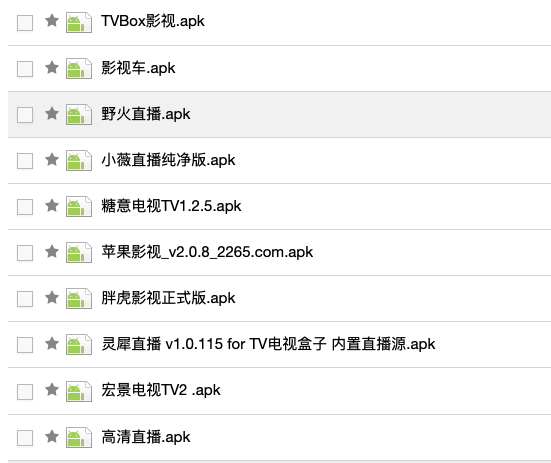 TVBox影视.apk
影视车.apk
野火直播.apk
小薇直播纯净版.apk
糖意电视TV1.2.5.apk
苹果影视_v2.0.8_2265.com.apk
胖虎影视正式版.apk
灵犀直播 v1.0.115 for TV电视盒子 内置直播源.apk
宏景电视TV2 .apk
高清直播.apk